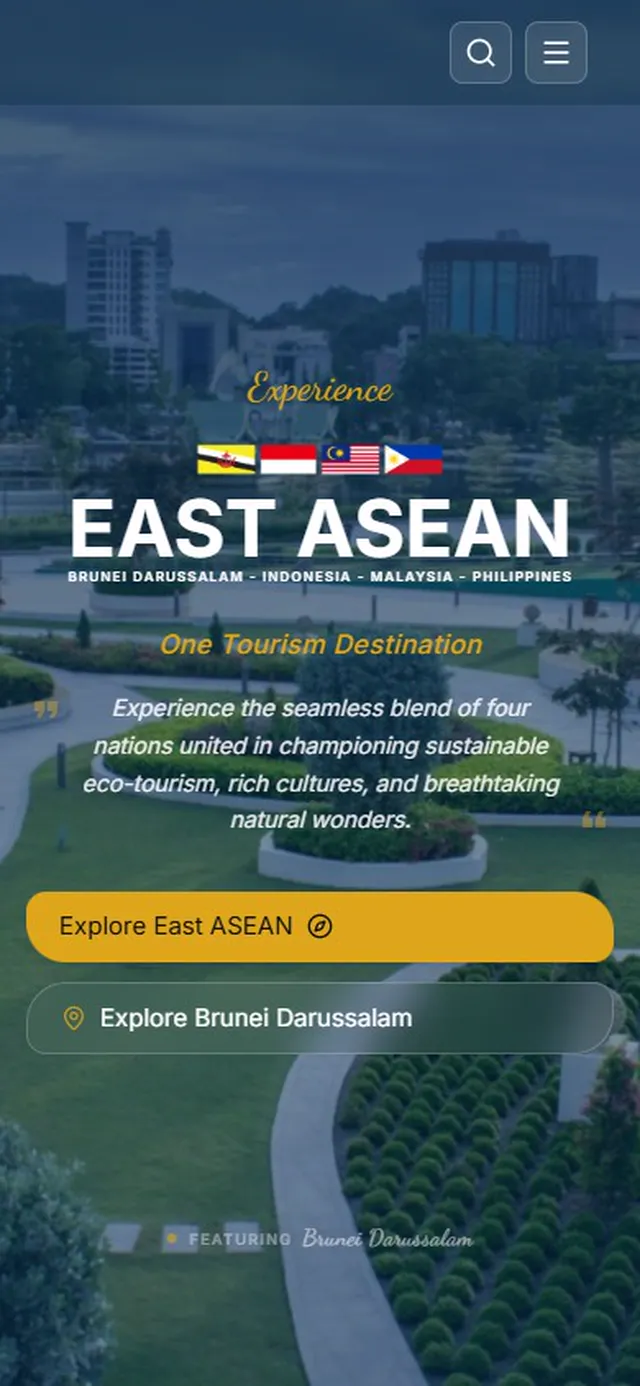 Experience
EAST ASEAN
BRUNEI DARUSSALAM - INDONESIA - MALAYSIA - PHILIPPINES
One Tourism Destination
" Experience the seamless blend of four
nations united in championing sustainable
eco-tourism, rich cultures, and breathtaking
natural wonders. "
Explore East ASEAN
Explore Brunei Darussalam
FEATURING Brunei Darussalam